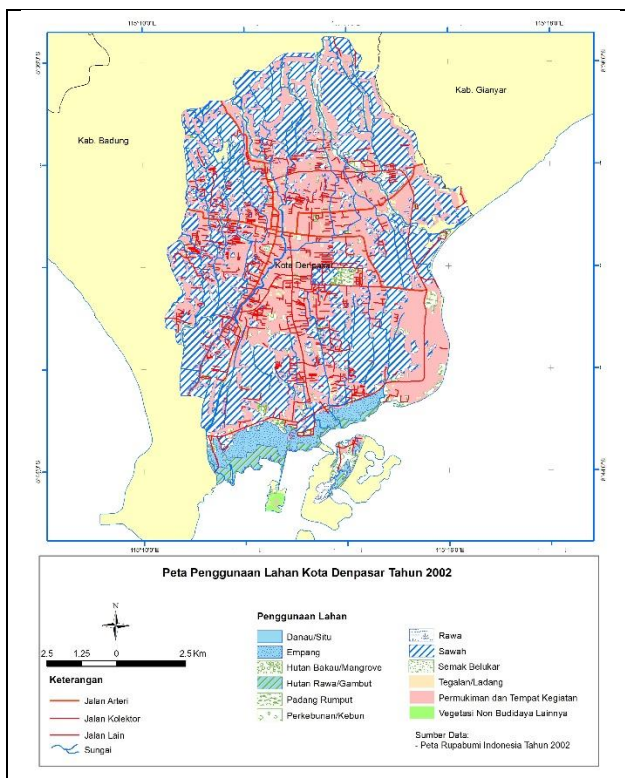 Kab. Gianyar
Kab. Badung
Kota Denpasar
Peta Penggunaan Lahan Kota Denpasar Tahun 2002
N
2.5 1.25 0 2.5 Km
Keterangan
Jalan Arteri
Jalan Kolektor
Jalan Lain
Sungai
Penggunaan Lahan
Danau/Situ
Empang
Hutan Bakau/Mangrove
Hutan Rawa/Gambut
Padang Rumput
Perkebunan/Kebun
Rawa
Sawah
Semak Belukar
Tegalan/Ladang
Permukiman dan Tempat Kegiatan
Vegetasi Non Budidaya Lainnya
Sumber Data:
- Peta Rupabumi Indonesia Tahun 2002